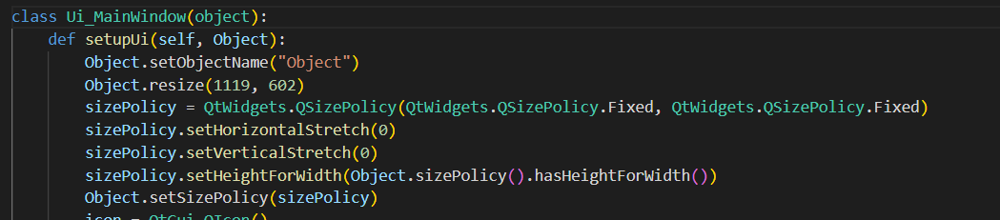 class Ui_MainWindow(object):
    def setupUi(self, Object):
        Object.setObjectName("Object")
        Object.resize(1119, 602)
        sizePolicy = QtWidgets.QSizePolicy(QtWidgets.QSizePolicy.Fixed, QtWidgets.QSizePolicy.Fixed)
        sizePolicy.setHorizontalStretch(0)
        sizePolicy.setVerticalStretch(0)
        sizePolicy.setHeightForWidth(Object.sizePolicy().hasHeightForWidth())
        Object.setSizePolicy(sizePolicy)
        icon = QtGui.QIcon()